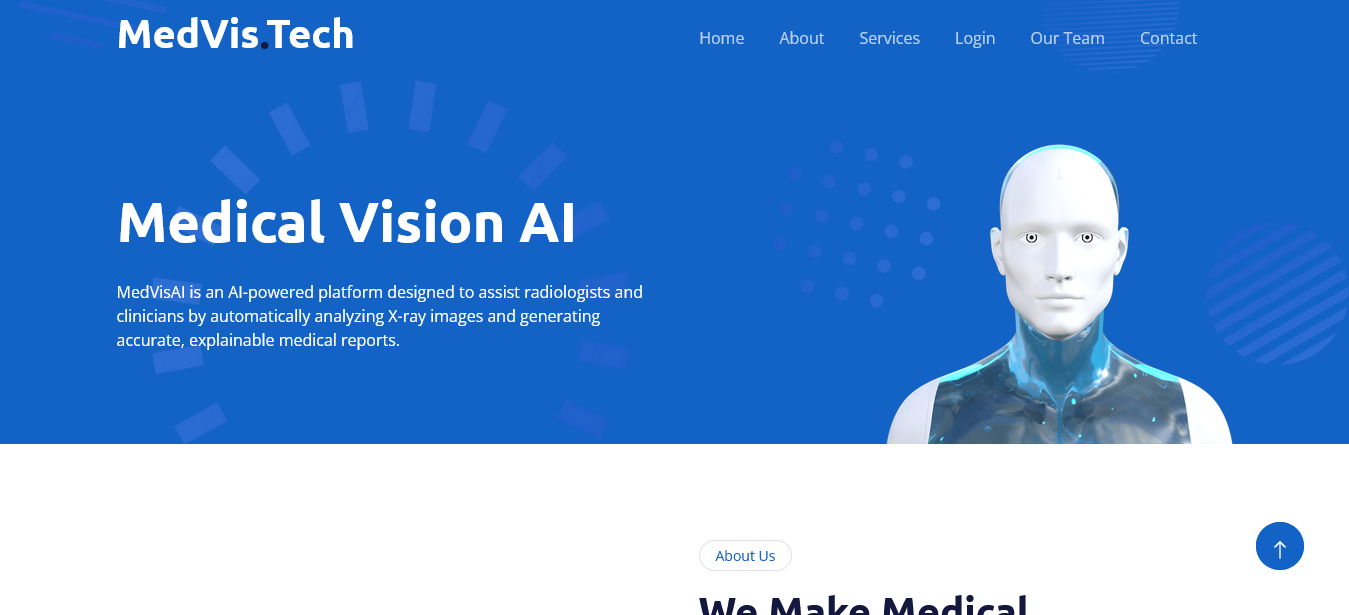 MedVis.Tech
Home About Services Login Our Team Contact
Medical Vision AI
MedVisAI is an AI-powered platform designed to assist radiologists and
clinicians by automatically analyzing X-ray images and generating
accurate, explainable medical reports.
About Us
We Make Medical